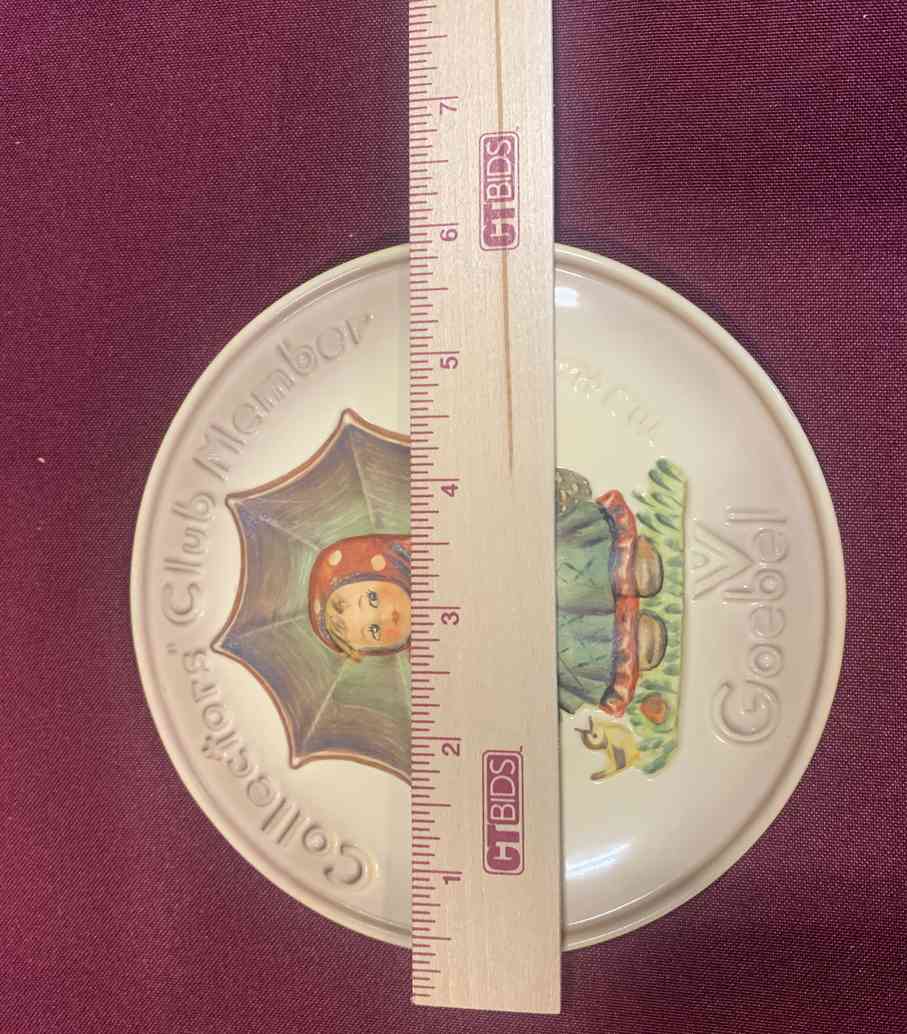 Collectors" Club Member
Goebel
1 2 3 4 5 6 7
CTBIDS
CTBIDS